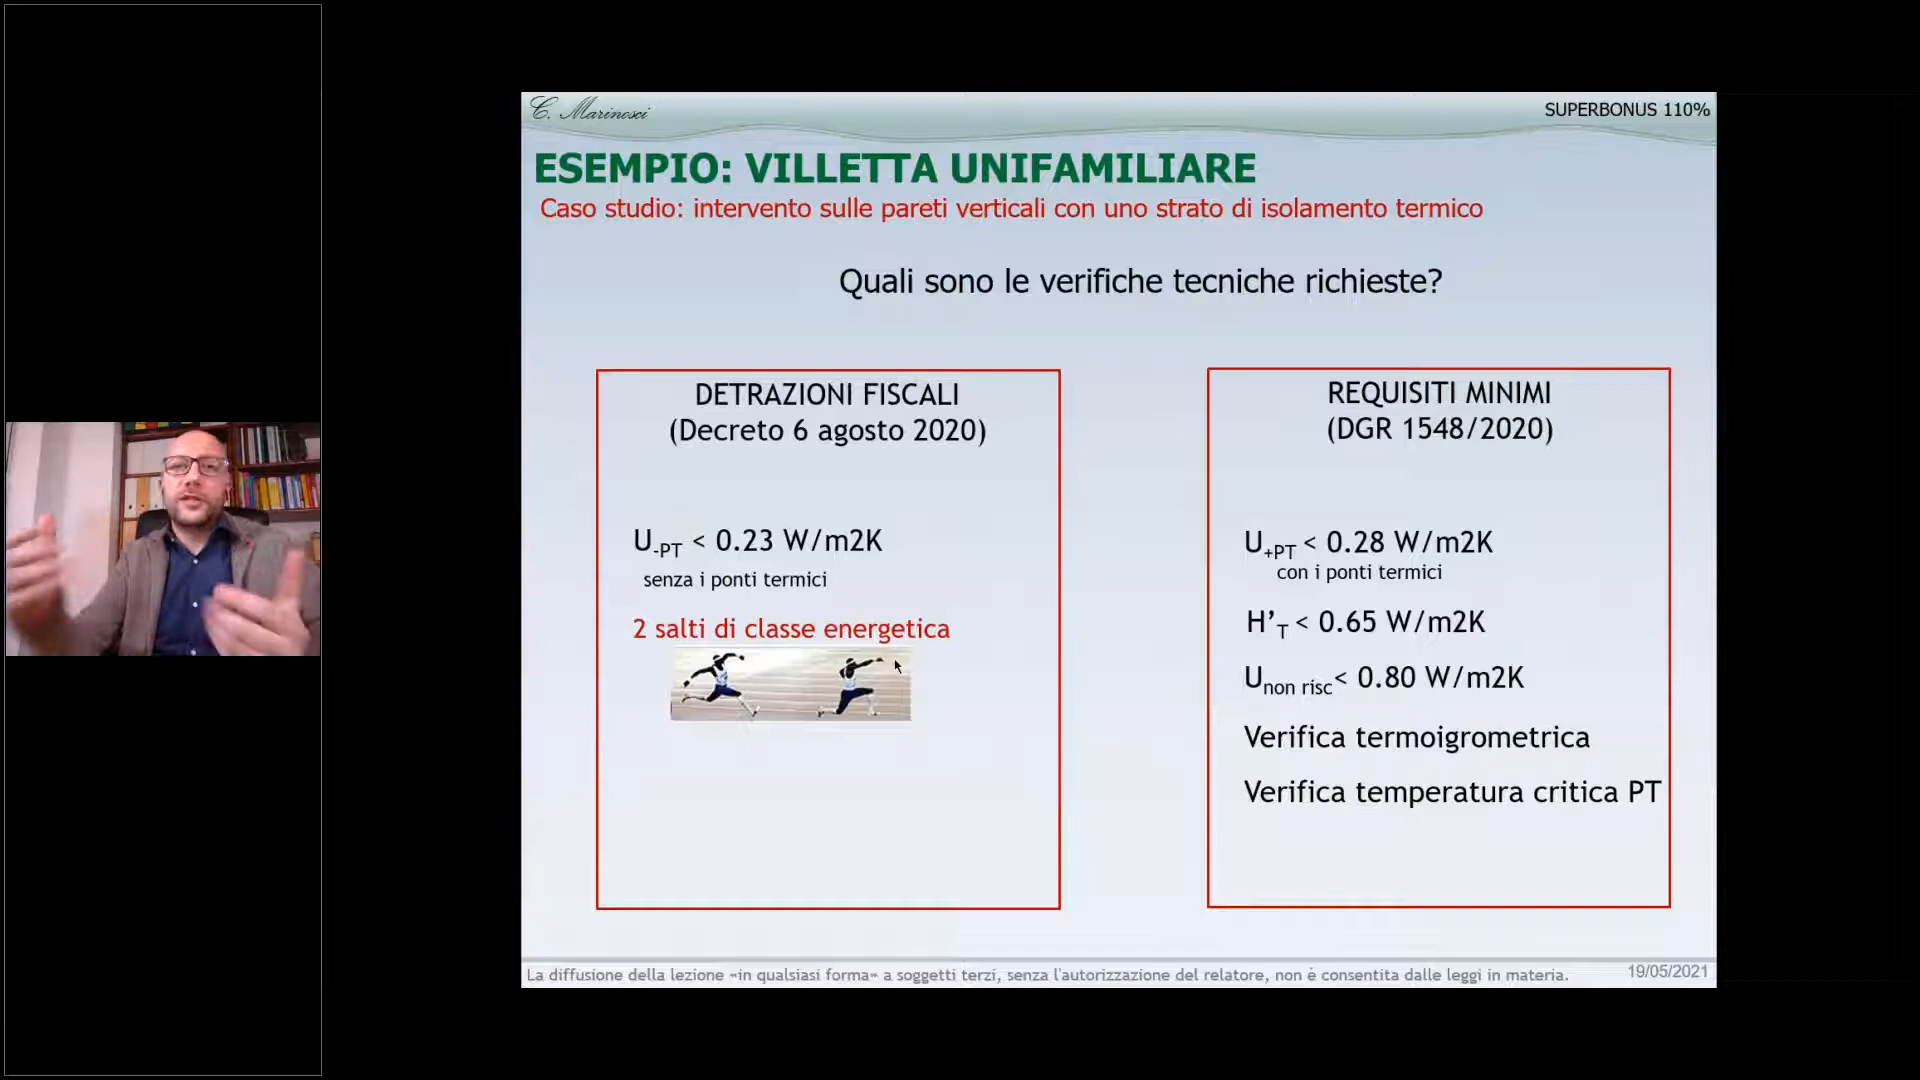 C. Marinosci
SUPERBONUS 110%
ESEMPIO: VILLETTA UNIFAMILIARE
Caso studio: intervento sulle pareti verticali con uno strato di isolamento termico
Quali sono le verifiche tecniche richieste?
DETRAZIONI FISCALI
(Decreto 6 agosto 2020)
U-PT < 0.23 W/m2K
senza i ponti termici
2 salti di classe energetica
REQUISITI MINIMI
(DGR 1548/2020)
U+PT < 0.28 W/m2K
con i ponti termici
H’T < 0.65 W/m2K
Unon risc< 0.80 W/m2K
Verifica termoigrometrica
Verifica temperatura critica PT
La diffusione della lezione «in qualsiasi forma» a soggetti terzi, senza l'autorizzazione del relatore, non è consentita dalle leggi in materia.
19/05/2021